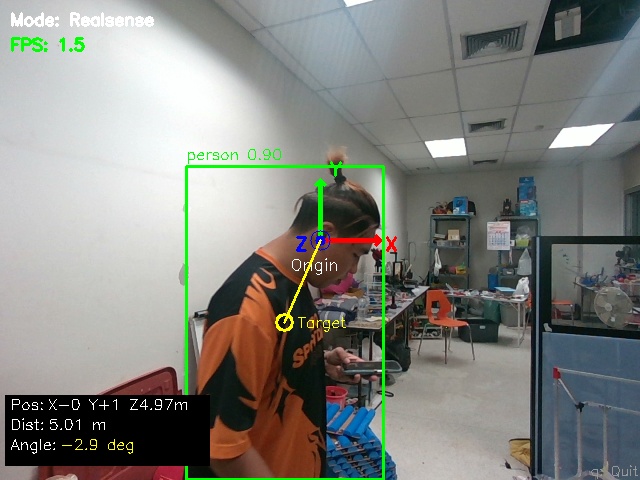 Mode: Realsense
FPS: 1.5
person 0.90
Y
Z
X
Origin
Target
Pos: X-0 Y+1 Z4.97m
Dist: 5.01 m
Angle: -2.9 deg
q: Quit